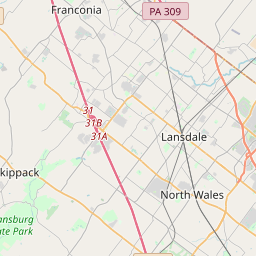 Franconia
PA 309
31
31B
31A
Lansdale
kippack
North Wales
ansburg
ate Park